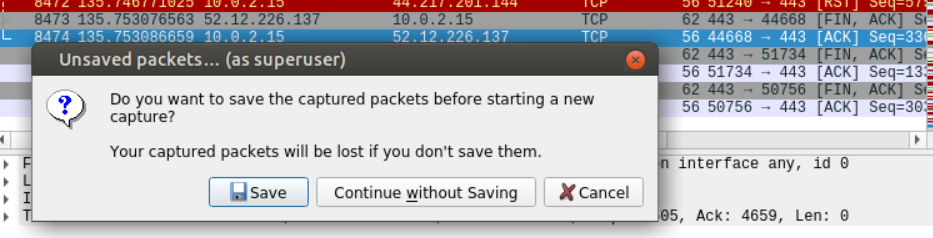 8472 135.746771025 10.0.2.15 44.217.201.144 TCP 56 51240 → 443 [RST] Seq=57
8473 135.753076563 52.12.226.137 10.0.2.15 TCP 62 443 → 44668 [FIN, ACK] Se
8474 135.753086659 10.0.2.15 52.12.226.137 TCP 56 44668 → 443 [ACK] Seq=33
Unsaved packets... (as superuser)
62 443 → 51734 [FIN, ACK] Se
56 51734 → 443 [ACK] Seq=13
62 443 → 50756 [FIN, ACK] Se
56 50756 → 443 [ACK] Seq=30
Do you want to save the captured packets before starting a new
capture?
Your captured packets will be lost if you don't save them.
Save Continue without Saving Cancel
F n interface any, id 0
L
I
T 05, Ack: 4659, Len: 0